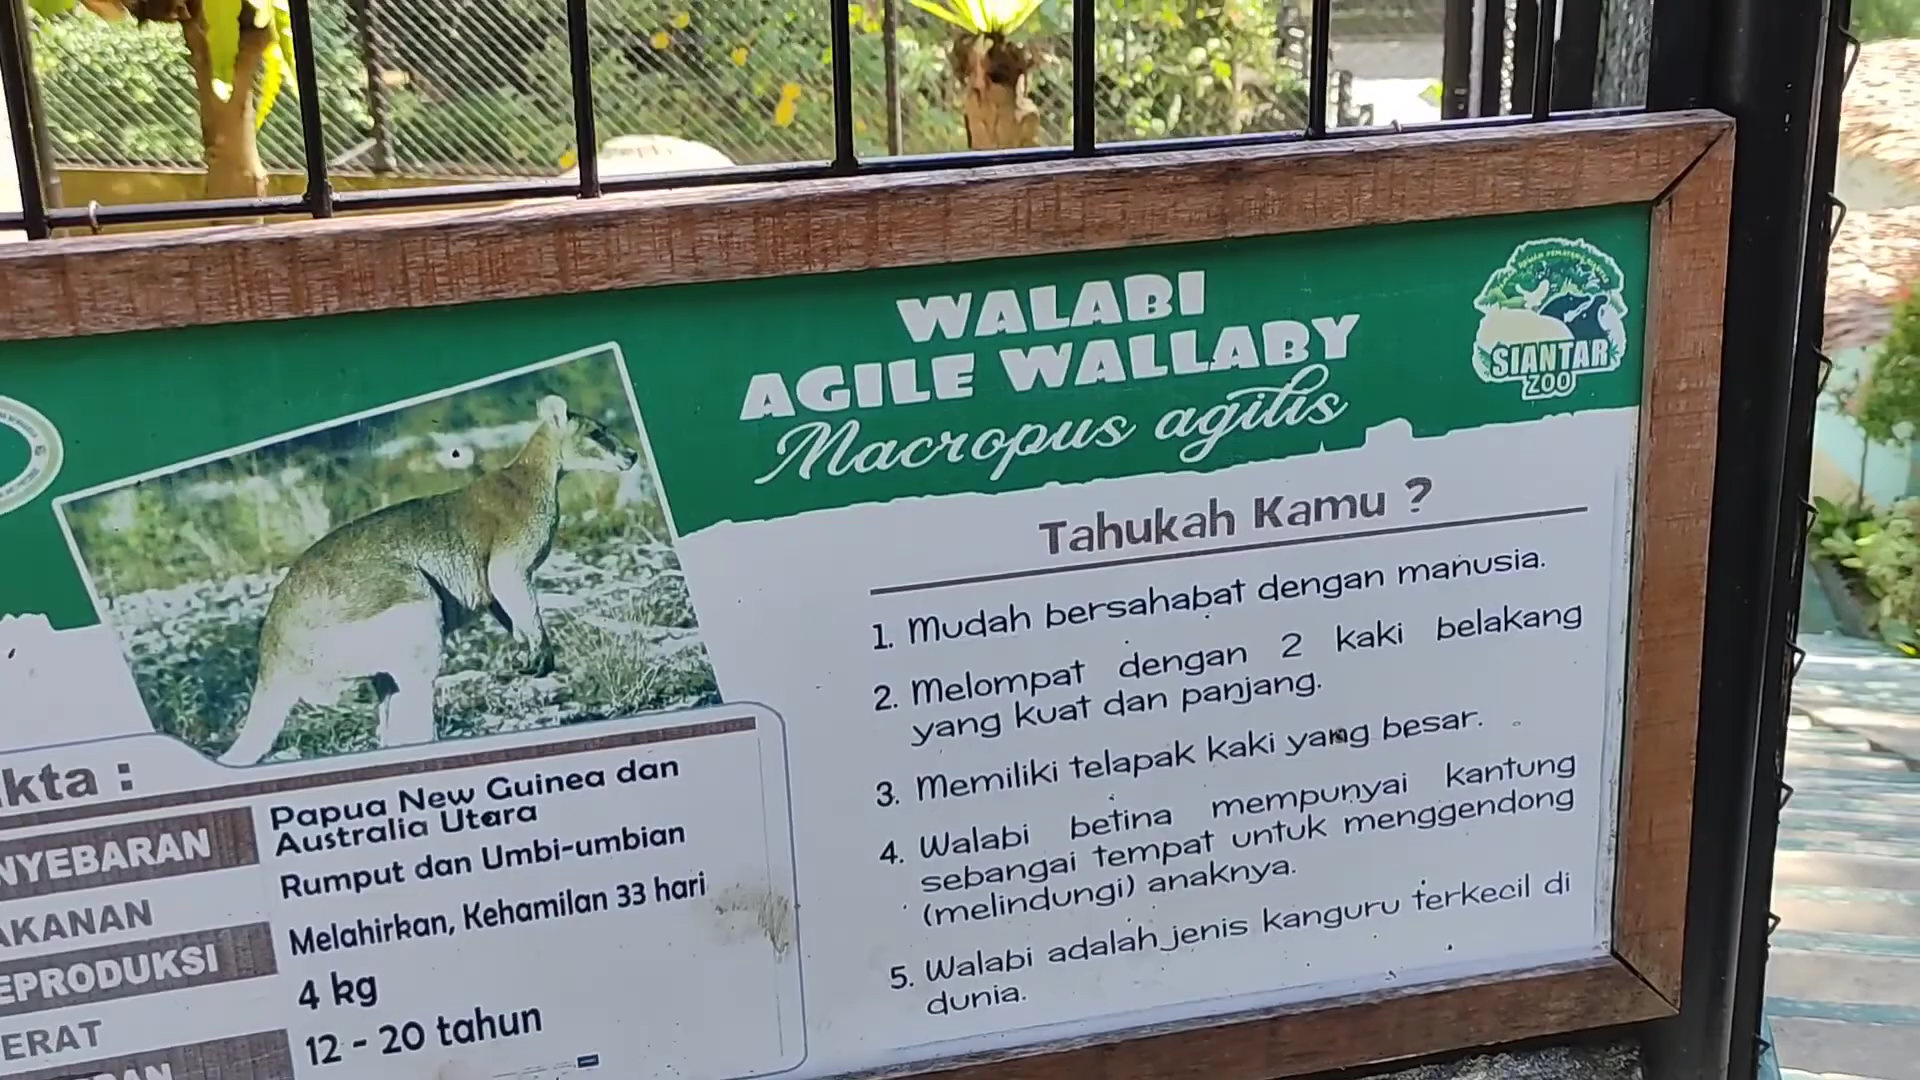 WALABI
AGILE WALLABY
Macropus agilis
SIANTAR
ZOO
Tahukah Kamu ?
1. Mudah bersahabat dengan manusia.
2. Melompat dengan 2 kaki belakang
yang kuat dan panjang.
3. Memiliki telapak kaki yang besar.
4. Walabi betina mempunyai kantung
sebangai tempat untuk menggendong
(melindungi) anaknya.
5. Walabi adalah jenis kanguru terkecil di
dunia.
kta :
NYEBARAN
Papua New Guinea dan
Australia Utara
AKANAN
Rumput dan Umbi-umbian
EPRODUKSI
Melahirkan, Kehamilan 33 hari
ERAT
4 kg
12 - 20 tahun